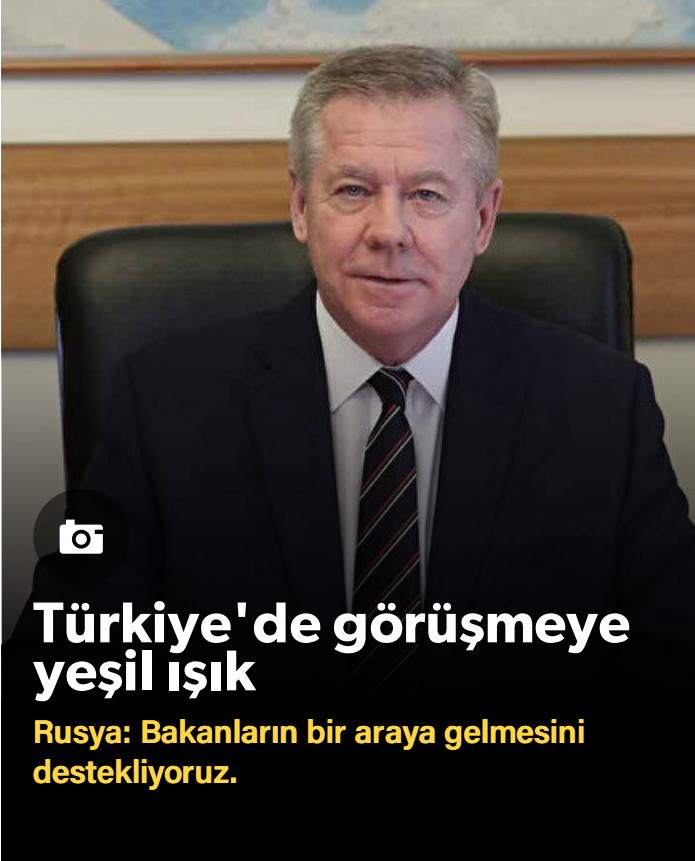 Türkiye'de görüşmeye
yeşil ışık
Rusya: Bakanların bir araya gelmesini
destekliyoruz.